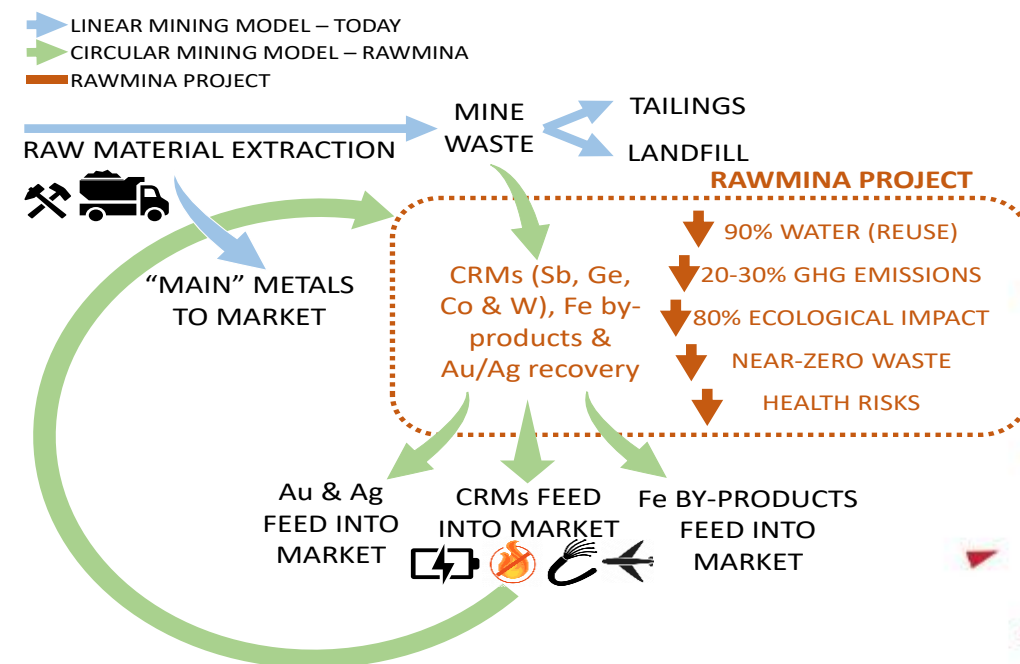 LINEAR MINING MODEL – TODAY
CIRCULAR MINING MODEL – RAWMINA
RAWMINA PROJECT
RAW MATERIAL EXTRACTION
MINE
WASTE
TAILINGS
LANDFILL
“MAIN” METALS
TO MARKET
RAWMINA PROJECT
CRMs (Sb, Ge,
Co & W), Fe by-
products &
Au/Ag recovery
90% WATER (REUSE)
20-30% GHG EMISSIONS
80% ECOLOGICAL IMPACT
NEAR-ZERO WASTE
HEALTH RISKS
Au & Ag
FEED INTO
MARKET
CRMs FEED
INTO MARKET
Fe BY-PRODUCTS
FEED INTO
MARKET